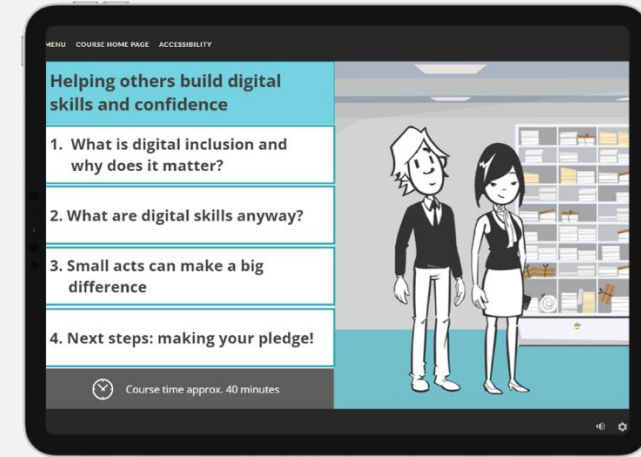 MENU COURSE HOME PAGE ACCESSIBILITY
Helping others build digital
skills and confidence
1. What is digital inclusion and
why does it matter?
2. What are digital skills anyway?
3. Small acts can make a big
difference
4. Next steps: making your pledge!
Course time approx. 40 minutes